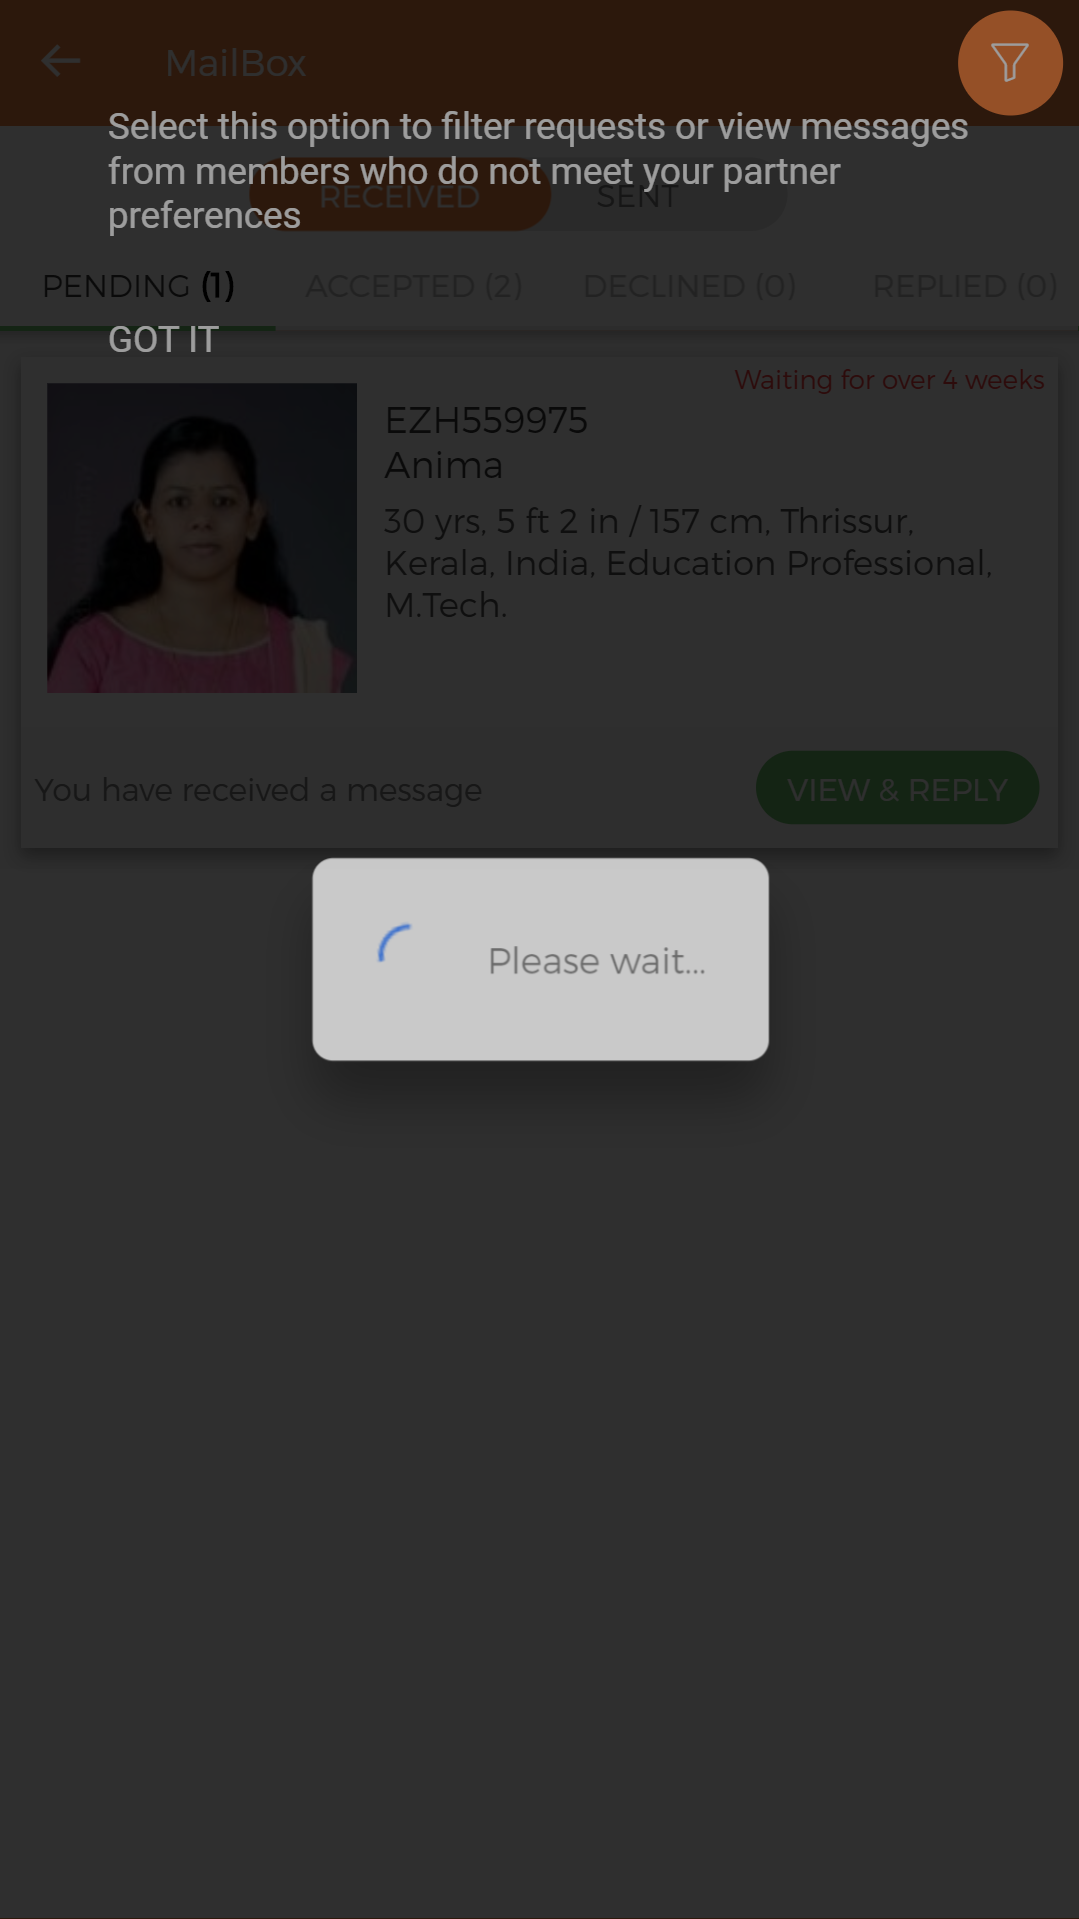 MailBox
Select this option to filter requests or view messages
from members who do not meet your partner
preferences
RECEIVED
SENT
PENDING (1)
ACCEPTED (2)
DECLINED (0)
REPLIED (0)
GOT IT
Waiting for over 4 weeks
EZH559975
Anima
30 yrs, 5 ft 2 in / 157 cm, Thrissur,
Kerala, India, Education Professional,
M.Tech.
You have received a message
VIEW & REPLY
Please wait...